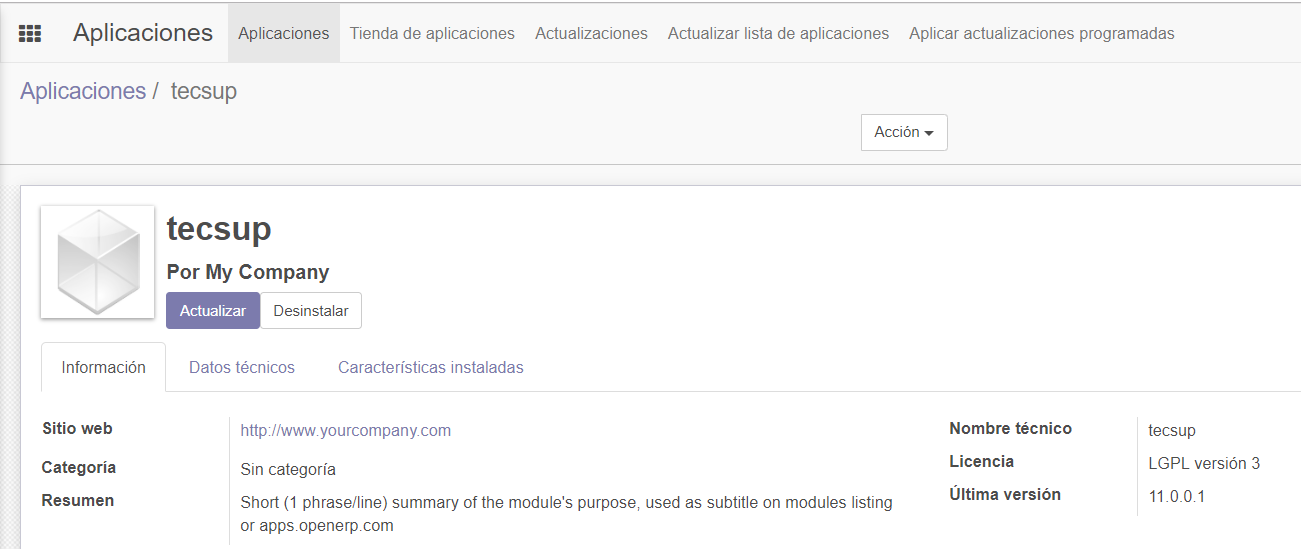 Aplicaciones Aplicaciones Tienda de aplicaciones Actualizaciones Actualizar lista de aplicaciones Aplicar actualizaciones programadas
Aplicaciones / tecsup
Acción
tecsup
Por My Company
Actualizar Desinstalar
Información Datos técnicos Características instaladas
Sitio web http://www.yourcompany.com Nombre técnico tecsup
Categoría Sin categoría Licencia LGPL versión 3
Resumen Short (1 phrase/line) summary of the module's purpose, used as subtitle on modules listing Última versión 11.0.0.1
or apps.openerp.com